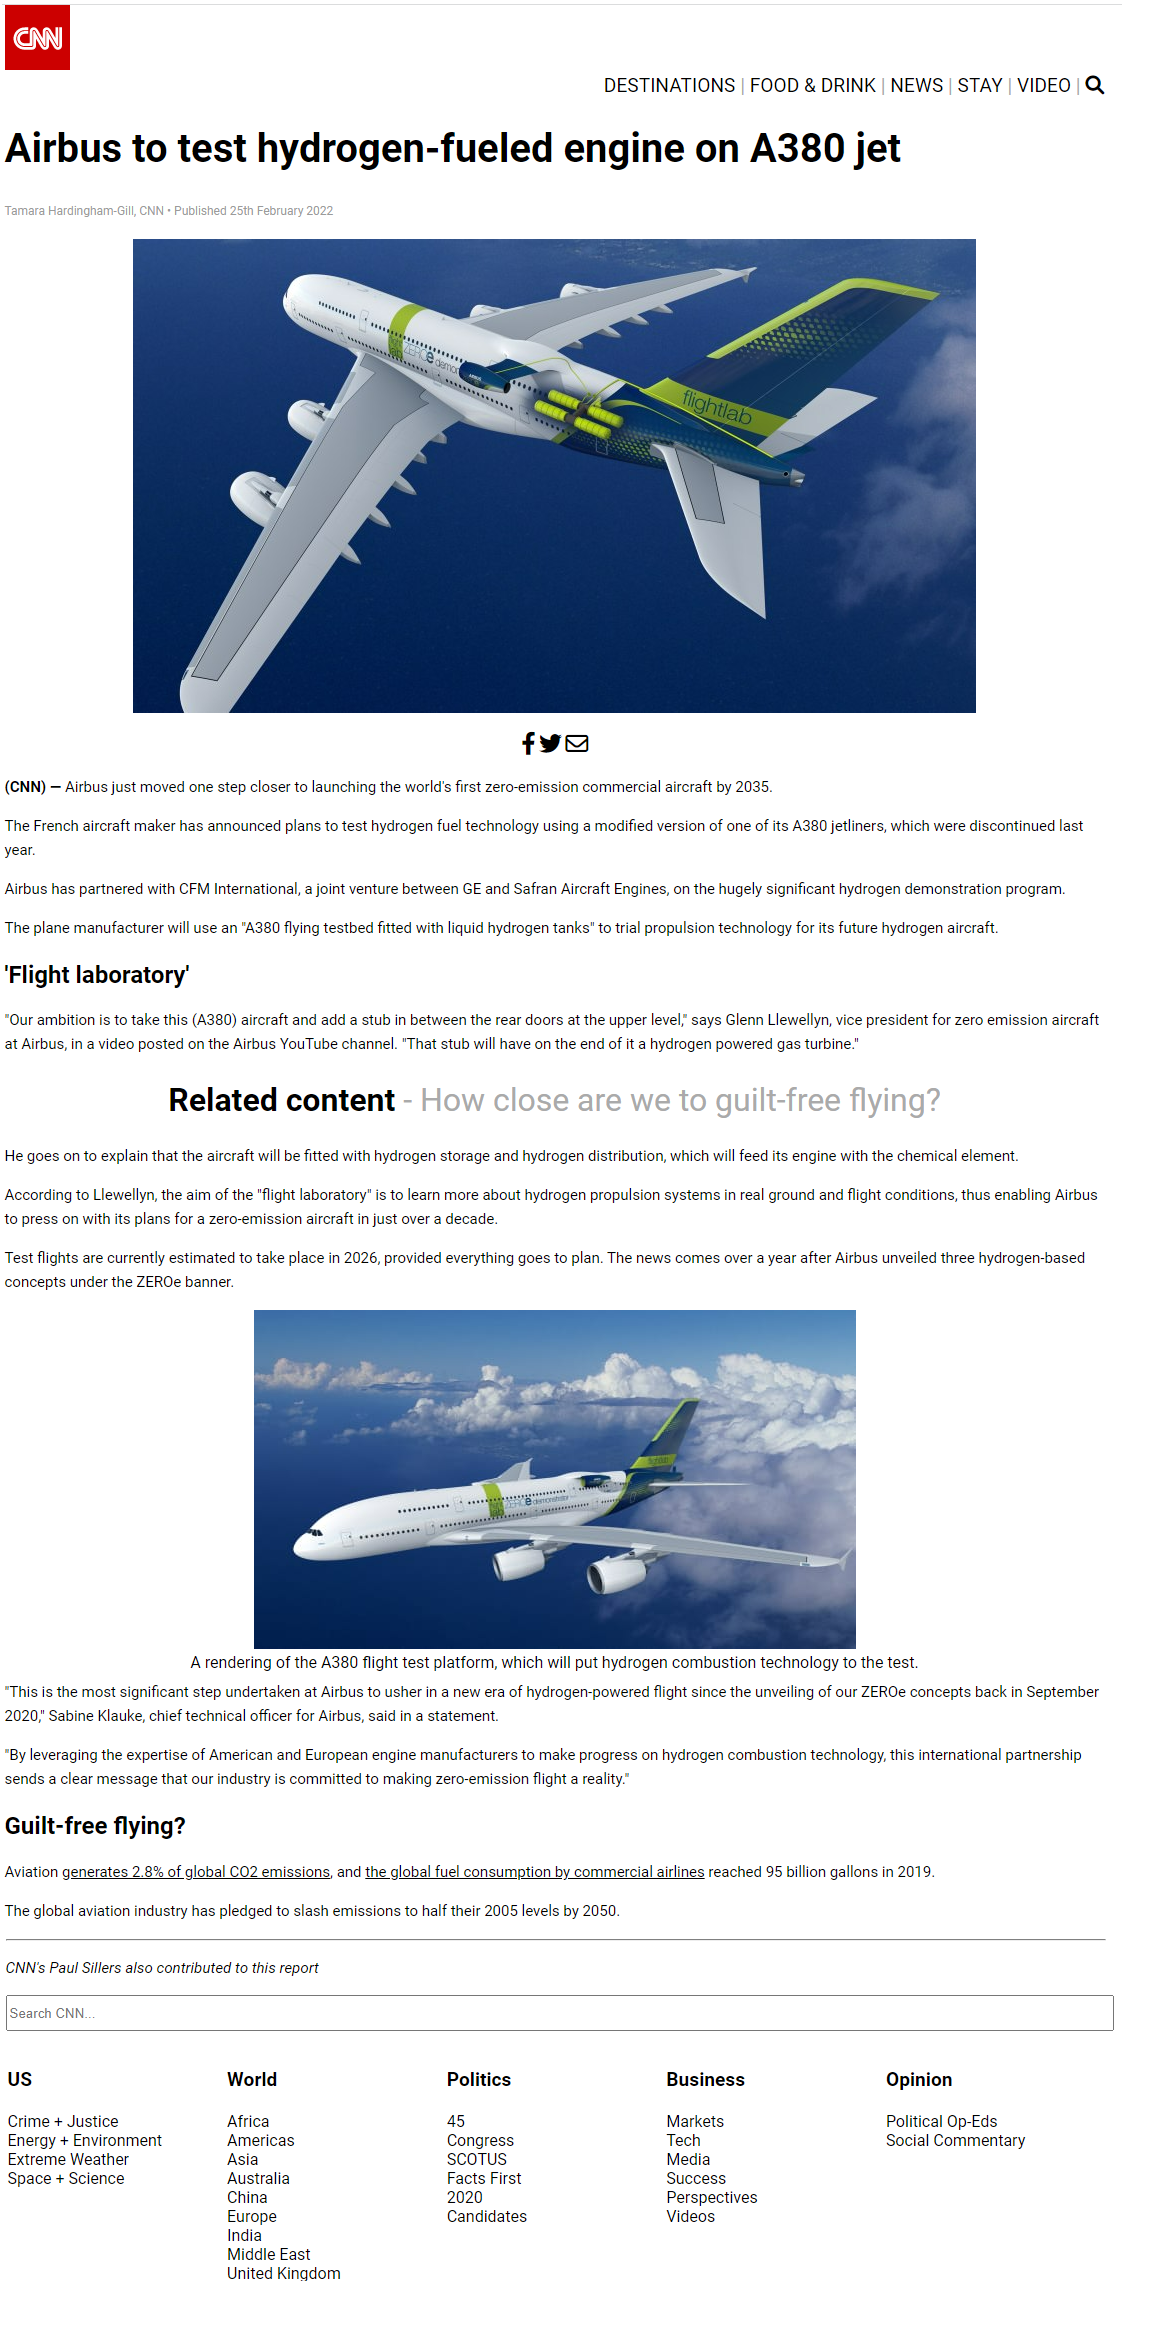 CNN
DESTINATIONS | FOOD & DRINK | NEWS | STAY | VIDEO |
Airbus to test hydrogen-fueled engine on A380 jet
Tamara Hardingham-Gill, CNN • Published 25th February 2022
ZEROe demon
AIRBUS
flightlab
(CNN) — Airbus just moved one step closer to launching the world's first zero-emission commercial aircraft by 2035.
The French aircraft maker has announced plans to test hydrogen fuel technology using a modified version of one of its A380 jetliners, which were discontinued last
year.
Airbus has partnered with CFM International, a joint venture between GE and Safran Aircraft Engines, on the hugely significant hydrogen demonstration program.
The plane manufacturer will use an "A380 flying testbed fitted with liquid hydrogen tanks" to trial propulsion technology for its future hydrogen aircraft.
'Flight laboratory'
"Our ambition is to take this (A380) aircraft and add a stub in between the rear doors at the upper level," says Glenn Llewellyn, vice president for zero emission aircraft
at Airbus, in a video posted on the Airbus YouTube channel. "That stub will have on the end of it a hydrogen powered gas turbine."
Related content - How close are we to guilt-free flying?
He goes on to explain that the aircraft will be fitted with hydrogen storage and hydrogen distribution, which will feed its engine with the chemical element.
According to Llewellyn, the aim of the "flight laboratory" is to learn more about hydrogen propulsion systems in real ground and flight conditions, thus enabling Airbus
to press on with its plans for a zero-emission aircraft in just over a decade.
Test flights are currently estimated to take place in 2026, provided everything goes to plan. The news comes over a year after Airbus unveiled three hydrogen-based
concepts under the ZEROe banner.
flightlab
ZEROe demonstrator
A rendering of the A380 flight test platform, which will put hydrogen combustion technology to the test.
"This is the most significant step undertaken at Airbus to usher in a new era of hydrogen-powered flight since the unveiling of our ZEROe concepts back in September
2020," Sabine Klauke, chief technical officer for Airbus, said in a statement.
"By leveraging the expertise of American and European engine manufacturers to make progress on hydrogen combustion technology, this international partnership
sends a clear message that our industry is committed to making zero-emission flight a reality."
Guilt-free flying?
Aviation generates 2.8% of global CO2 emissions, and the global fuel consumption by commercial airlines reached 95 billion gallons in 2019.
The global aviation industry has pledged to slash emissions to half their 2005 levels by 2050.
CNN's Paul Sillers also contributed to this report
Search CNN...
US
Crime + Justice
Energy + Environment
Extreme Weather
Space + Science
World
Africa
Americas
Asia
Australia
China
Europe
India
Middle East
United Kingdom
Politics
45
Congress
SCOTUS
Facts First
2020
Candidates
Business
Markets
Tech
Media
Success
Perspectives
Videos
Opinion
Political Op-Eds
Social Commentary